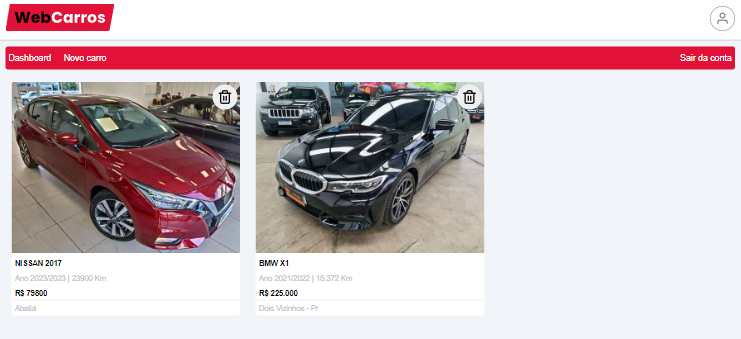 WebCarros
Dashboard Novo carro Sair da conta
NISSAN 2017
Ano 2023/2023 | 23900 Km
R$ 79800
Abatiá
BMW X1
Ano 2021/2022 | 15.372 Km
R$ 225.000
Dois Vizinhos - Pr